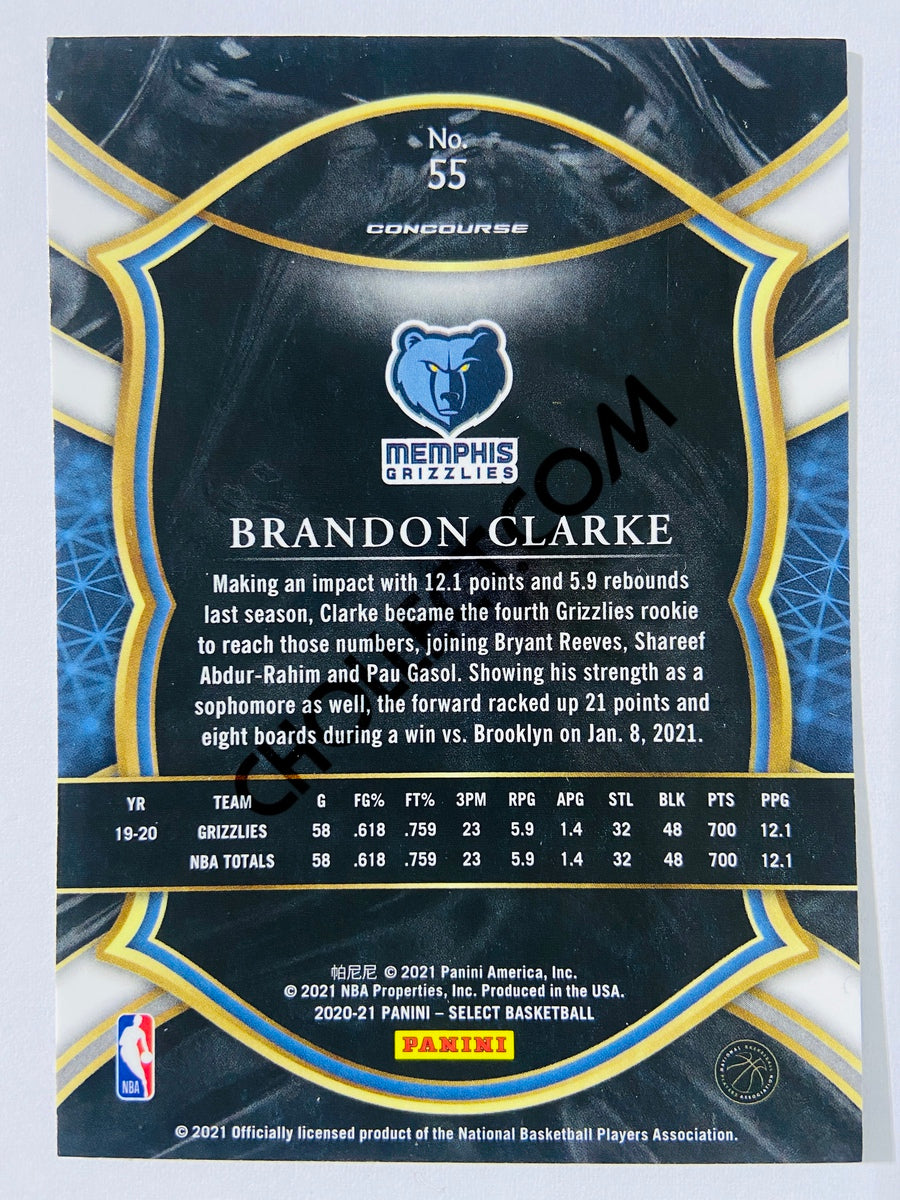 No.
55
CONCOURSE
MEMPHIS
GRIZZLIES
BRANDON CLARKE
Making an impact with 12.1 points and 5.9 rebounds
last season, Clarke became the fourth Grizzlies rookie
to reach those numbers, joining Bryant Reeves, Shareef
Abdur-Rahim and Pau Gasol. Showing his strength as a
sophomore as well, the forward racked up 21 points and
eight boards during a win vs. Brooklyn on Jan. 8, 2021.
YR TEAM G FG% FT% 3PM RPG APG STL BLK PTS PPG
19-20 GRIZZLIES 58 .618 .759 23 5.9 1.4 32 48 700 12.1
NBA TOTALS 58 .618 .759 23 5.9 1.4 32 48 700 12.1
帕尼尼 © 2021 Panini America, Inc.
© 2021 NBA Properties, Inc. Produced in the USA.
2020-21 PANINI – SELECT BASKETBALL
PANINI
NBA
NATIONAL BASKETBALL PLAYERS ASSOCIATION
© 2021 Officially licensed product of the National Basketball Players Association.